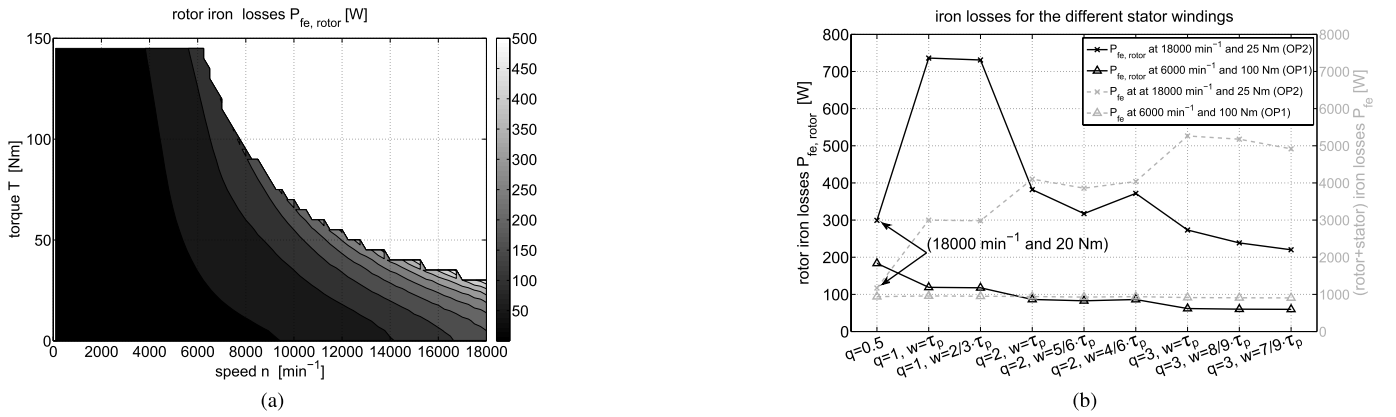 rotor iron losses P_fe, rotor [W]
150
100
50
0
torque T [Nm]
0 2000 4000 6000 8000 10000 12000 14000 16000 18000
speed n [min⁻¹]
500
450
400
350
300
250
200
150
100
50
(a)
iron losses for the different stator windings
800
700
600
500
400
300
200
100
0
rotor iron losses P_fe, rotor [W]
P_fe, rotor at 18000 min⁻¹ and 25 Nm (OP2)
P_fe, rotor at 6000 min⁻¹ and 100 Nm (OP1)
P_fe at at 18000 min⁻¹ and 25 Nm (OP2)
P_fe at 6000 min⁻¹ and 100 Nm (OP1)
(18000 min⁻¹ and 20 Nm)
8000
7000
6000
5000
4000
3000
2000
1000
0
(rotor+stator) iron losses P_fe [W]
q=0.5
q=1, w=τ_p
q=1, w=2/3·τ_p
q=2, w=τ_p
q=2, w=5/6·τ_p
q=2, w=4/6·τ_p
q=3, w=τ_p
q=3, w=8/9·τ_p
q=3, w=7/9·τ_p
(b)